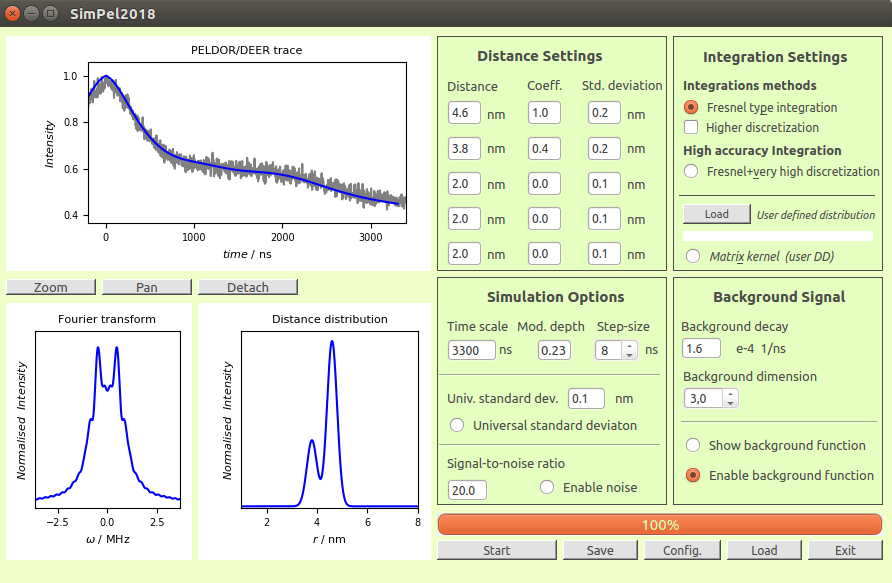 SimPel2018
PELDOR/DEER trace
Intensity
1.0
0.8
0.6
0.4
0 1000 2000 3000
time / ns
Zoom Pan Detach
Fourier transform
Normalised Intensity
−2.5 0.0 2.5
ω / MHz
Distance distribution
Normalised Intensity
2 4 6 8
r / nm
Distance Settings
Distance Coeff. Std. deviation
4.6 nm 1.0 0.2 nm
3.8 nm 0.4 0.2 nm
2.0 nm 0.0 0.1 nm
2.0 nm 0.0 0.1 nm
2.0 nm 0.0 0.1 nm
Integration Settings
Integrations methods
Fresnel type integration
Higher discretization
High accuracy Integration
Fresnel+very high discretization
Load User defined distribution
Matrix kernel (user DD)
Simulation Options
Time scale Mod. depth Step-size
3300 ns 0.23 8 ns
Univ. standard dev. 0.1 nm
Universal standard deviaton
Signal-to-noise ratio
20.0 Enable noise
Background Signal
Background decay
1.6 e-4 1/ns
Background dimension
3,0
Show background function
Enable background function
100%
Start Save Config. Load Exit